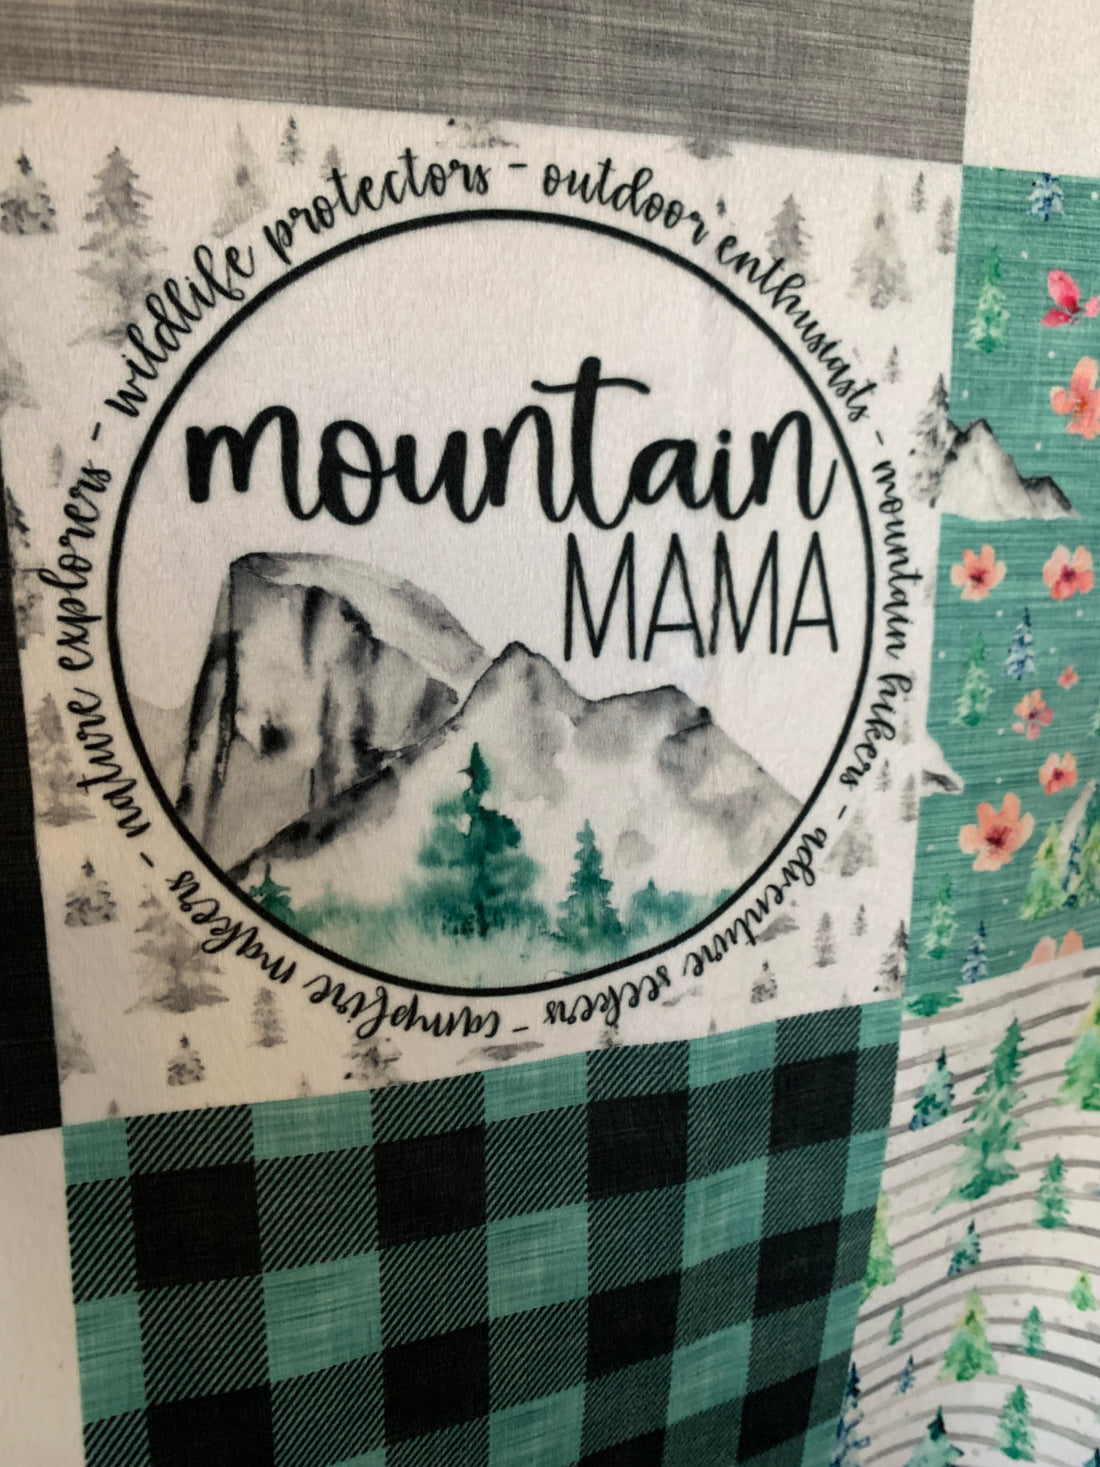 mountain
MAMA
wildlife protectors - outdoor enthusiasts - mountain hikers - adventure seekers - campfire makers - nature explorers -